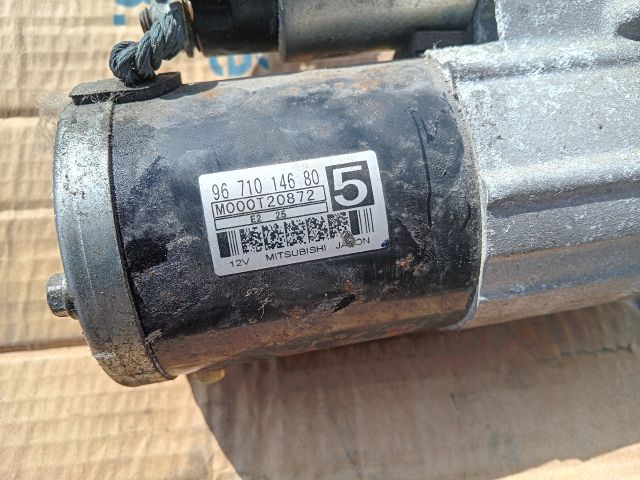 96 710 146 80
5
M000T20872
E2 25
12V MITSUBISHI JAPAN